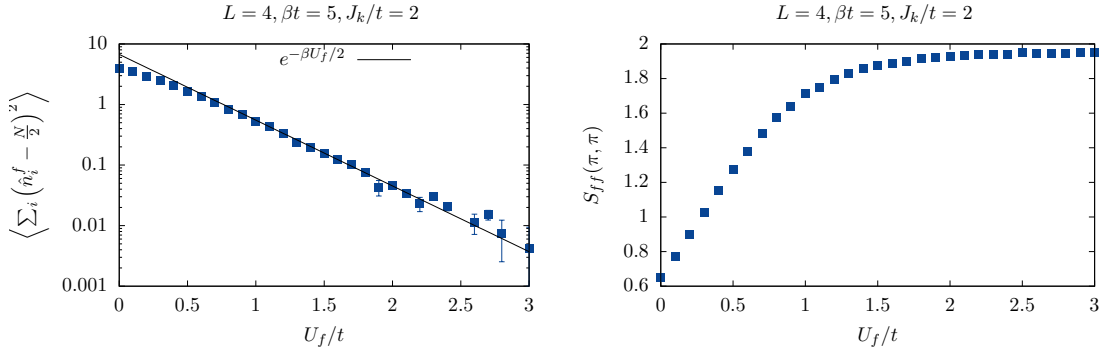 L = 4, βt = 5, J_k/t = 2
e^{-βU_f/2}
⟨∑_i (n̂_i^f − N/2)^2⟩
10
1
0.1
0.01
0.001
0 0.5 1 1.5 2 2.5 3
U_f/t
L = 4, βt = 5, J_k/t = 2
S_{ff}(π, π)
2
1.8
1.6
1.4
1.2
1
0.8
0.6
0 0.5 1 1.5 2 2.5 3
U_f/t